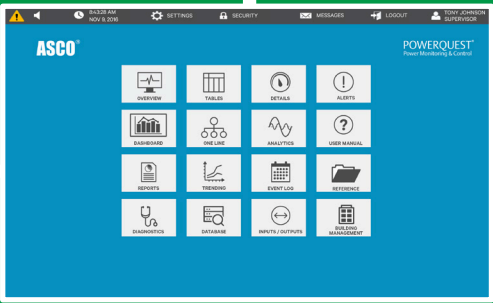 8:43:28 AM
NOV 9, 2016
SETTINGS
SECURITY
MESSAGES
LOGOUT
TONY JOHNSON
SUPERVISOR
ASCO®
POWERQUEST™
Power Monitoring & Control
OVERVIEW
TABLES
DETAILS
ALERTS
DASHBOARD
ONE LINE
ANALYTICS
USER MANUAL
REPORTS
TRENDING
EVENT LOG
REFERENCE
DIAGNOSTICS
DATABASE
INPUTS / OUTPUTS
BUILDING
MANAGEMENT